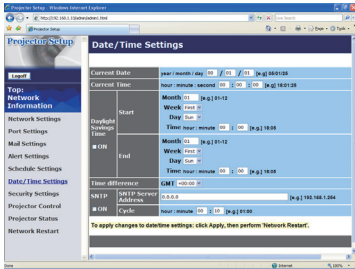 Projector Setup - Windows Internet Explorer
http://192.168.1.10/admin/admin1.html
Live Search
Projector Setup
Page
Tools
Projector Setup
Date/Time Settings
Logoff
Current Date year / month / day 00 / 01 / 01 [e.g] 05/01/25
Current Time hour : minute : second 00 : 00 : 00 [e.g] 18:01:25
Top:
Network
Information
Network Settings
Port Settings
Mail Settings
Alert Settings
Schedule Settings
Date/Time Settings
Security Settings
Projector Control
Projector Status
Network Restart
Daylight
Savings
Time
ON
Start
Month 01 [e.g.] 01-12
Week First
Day Sun
Time hour : minute 00 : 00 [e.g.] 18:08
End
Month 01 [e.g.] 01-12
Week First
Day Sun
Time hour : minute 00 : 00 [e.g.] 18:08
Time difference GMT +00:00
SNTP
ON
SNTP Server
Address 0.0.0.0 [e.g.] 192.168.1.254
Cycle hour : minute 00 : 10 [e.g.] 01:00
To apply changes to date/time settings: click Apply, then perform 'Network Restart'.
Done
Internet
100%